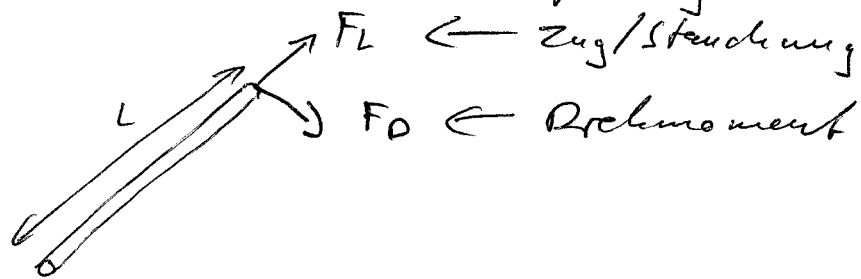 F_L ← Zug/Stauchung
L
F_D ← Drehmoment